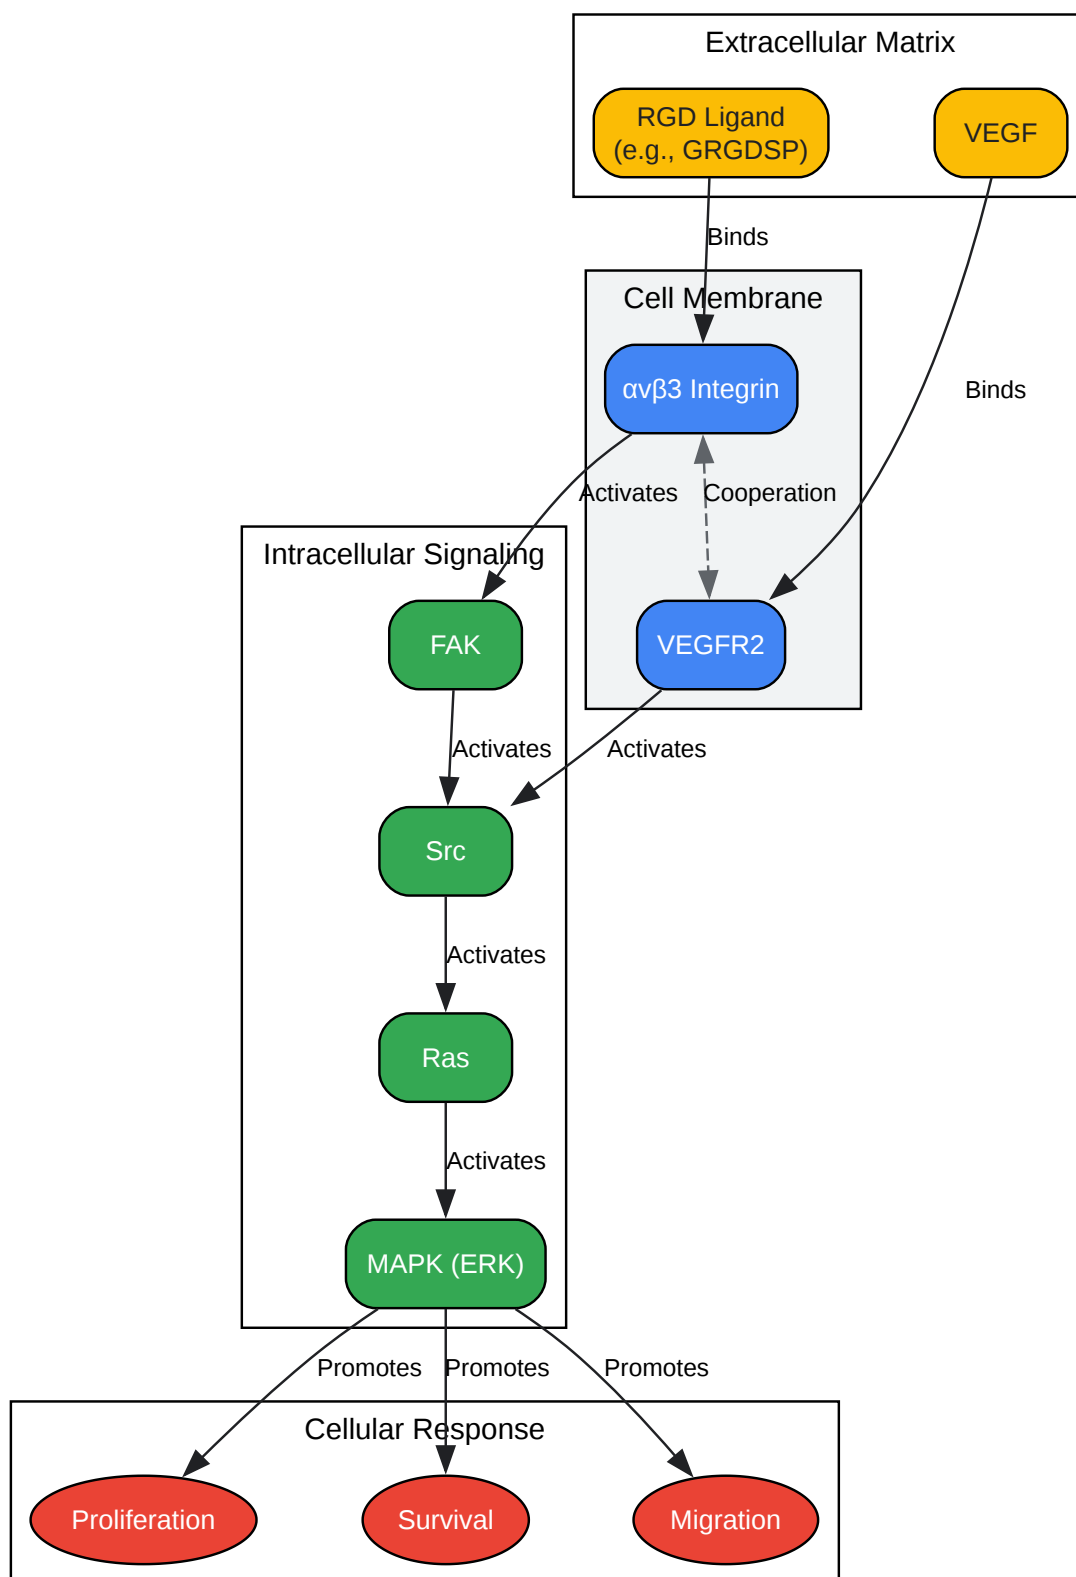 Extracellular Matrix
RGD Ligand
(e.g., GRGDSP)
VEGF
Binds
Cell Membrane
αvβ3 Integrin
Binds
Activates
Cooperation
Intracellular Signaling
FAK
VEGFR2
Activates
Activates
Src
Activates
Ras
Activates
MAPK (ERK)
Promotes
Promotes
Promotes
Cellular Response
Proliferation
Survival
Migration